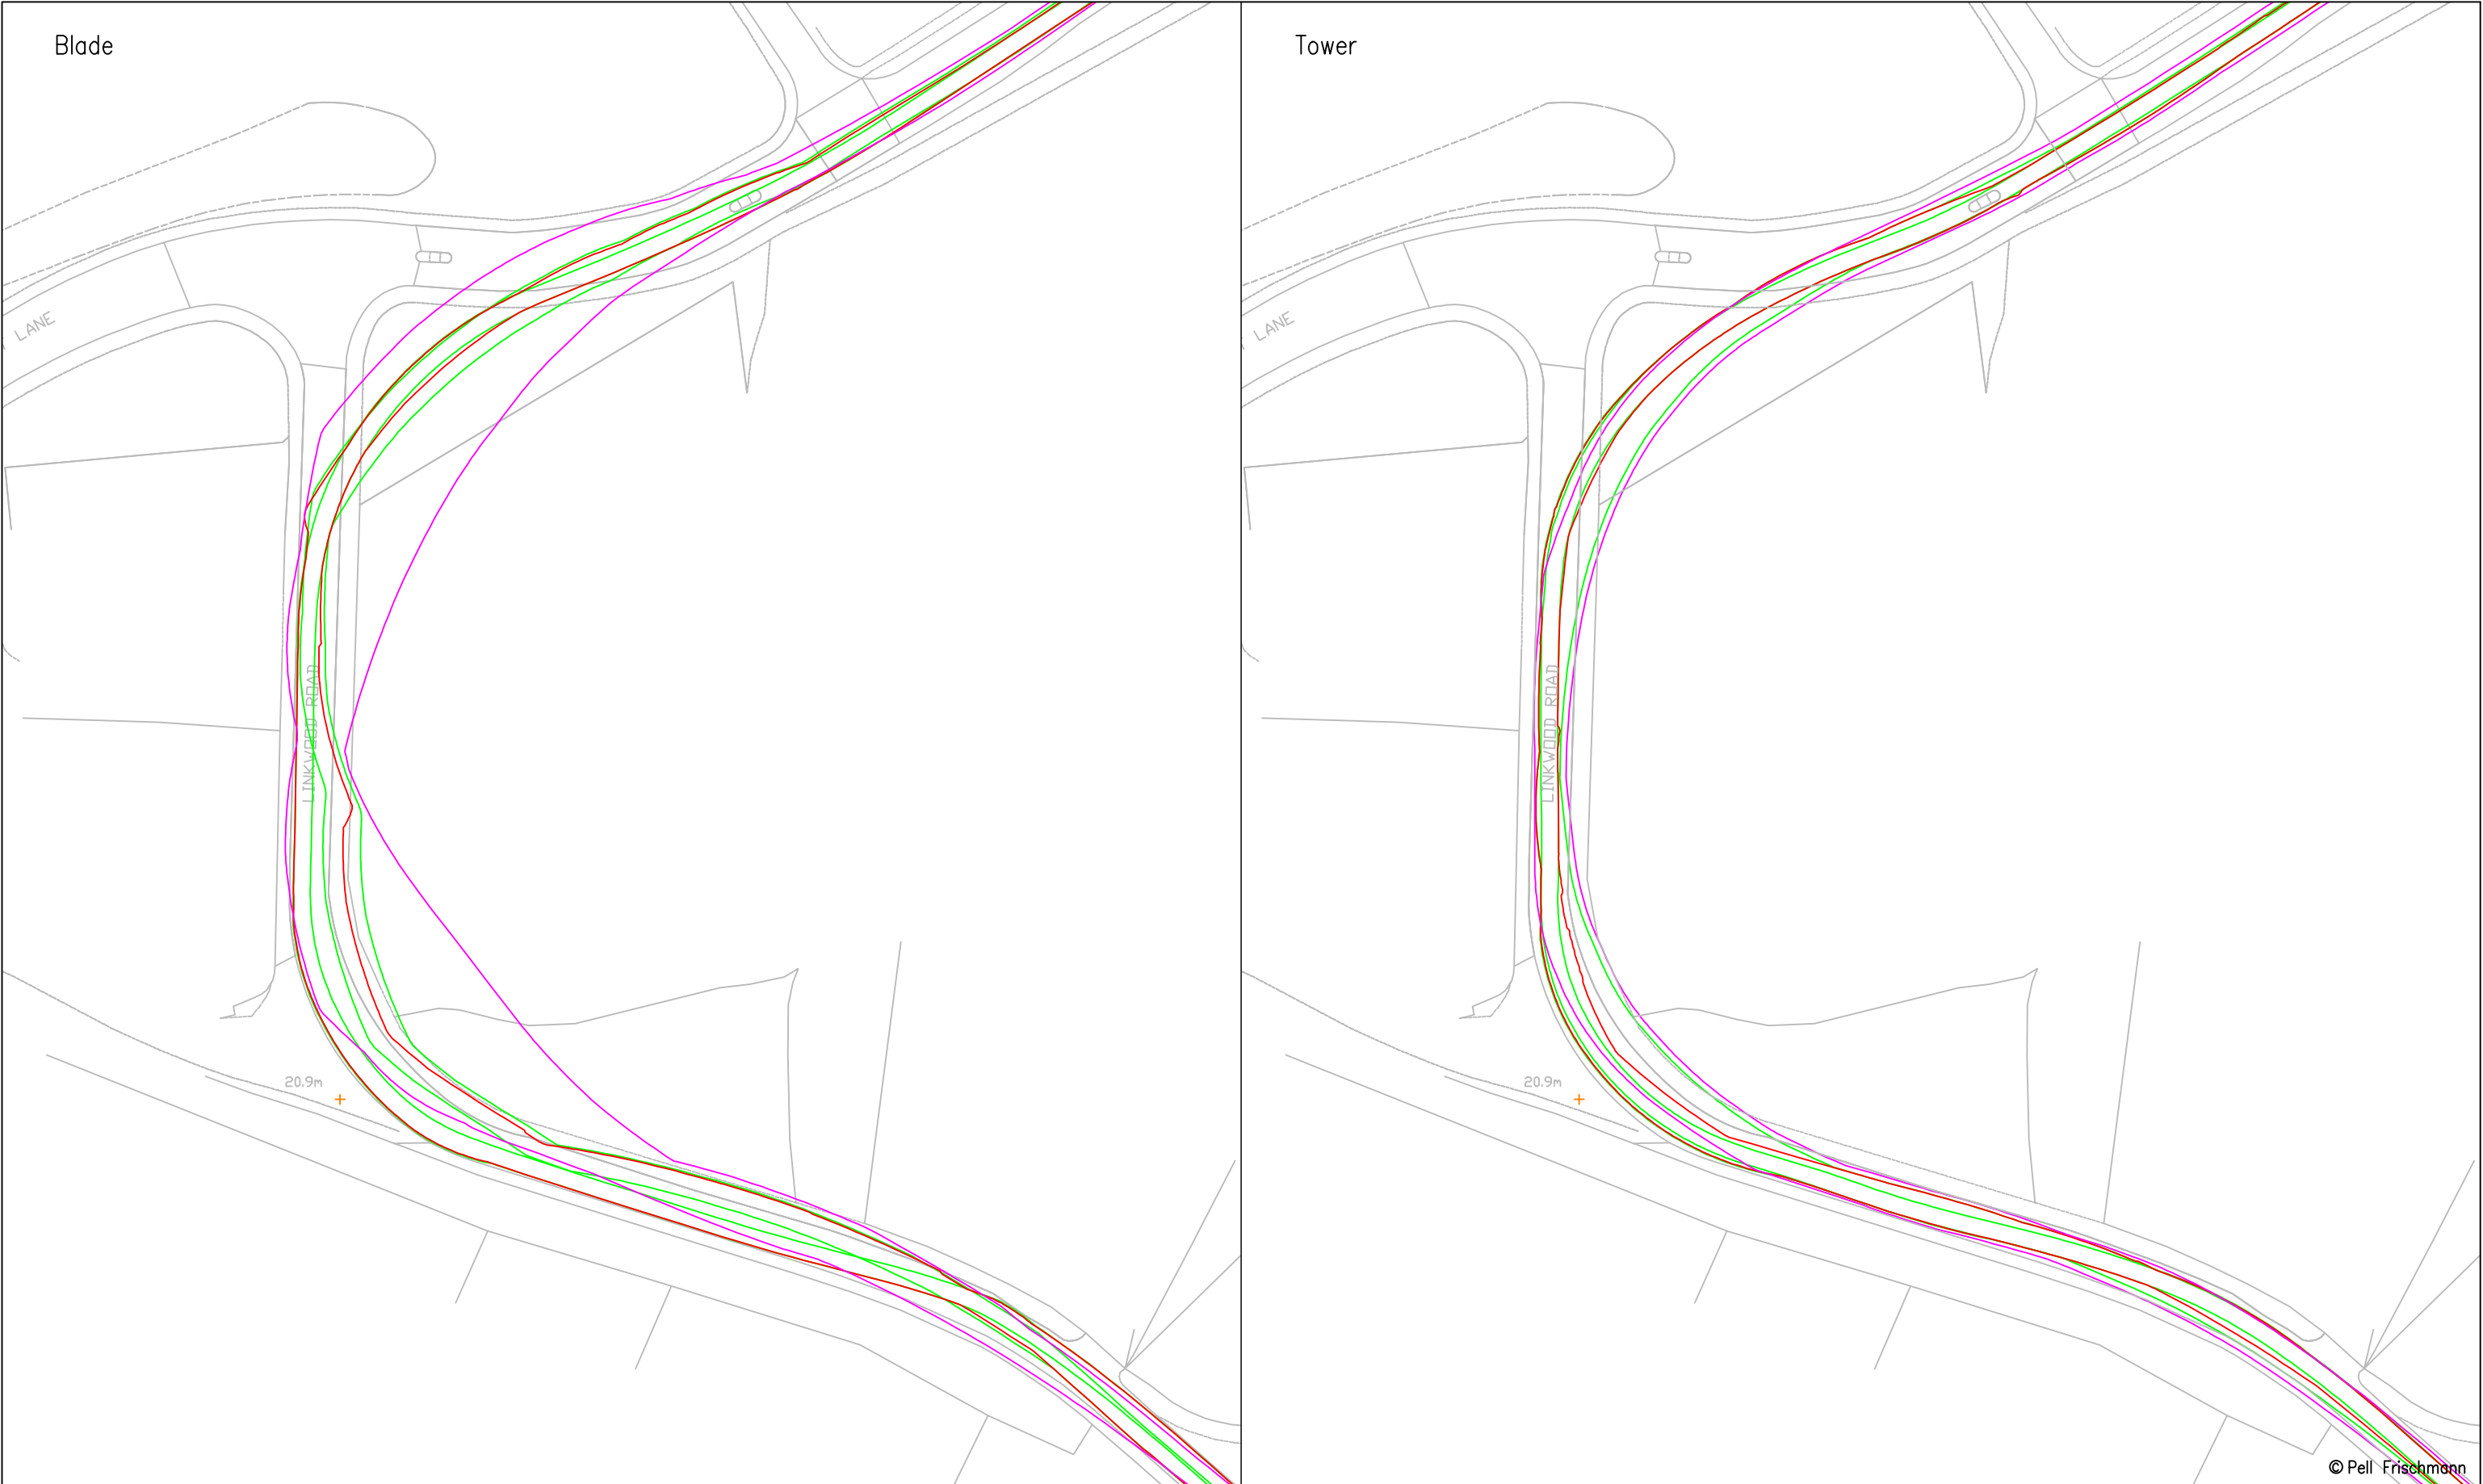 Blade
LANE
LINKWOOD ROAD
20.9m
Tower
LANE
LINKWOOD ROAD
20.9m
© Pell Frischmann